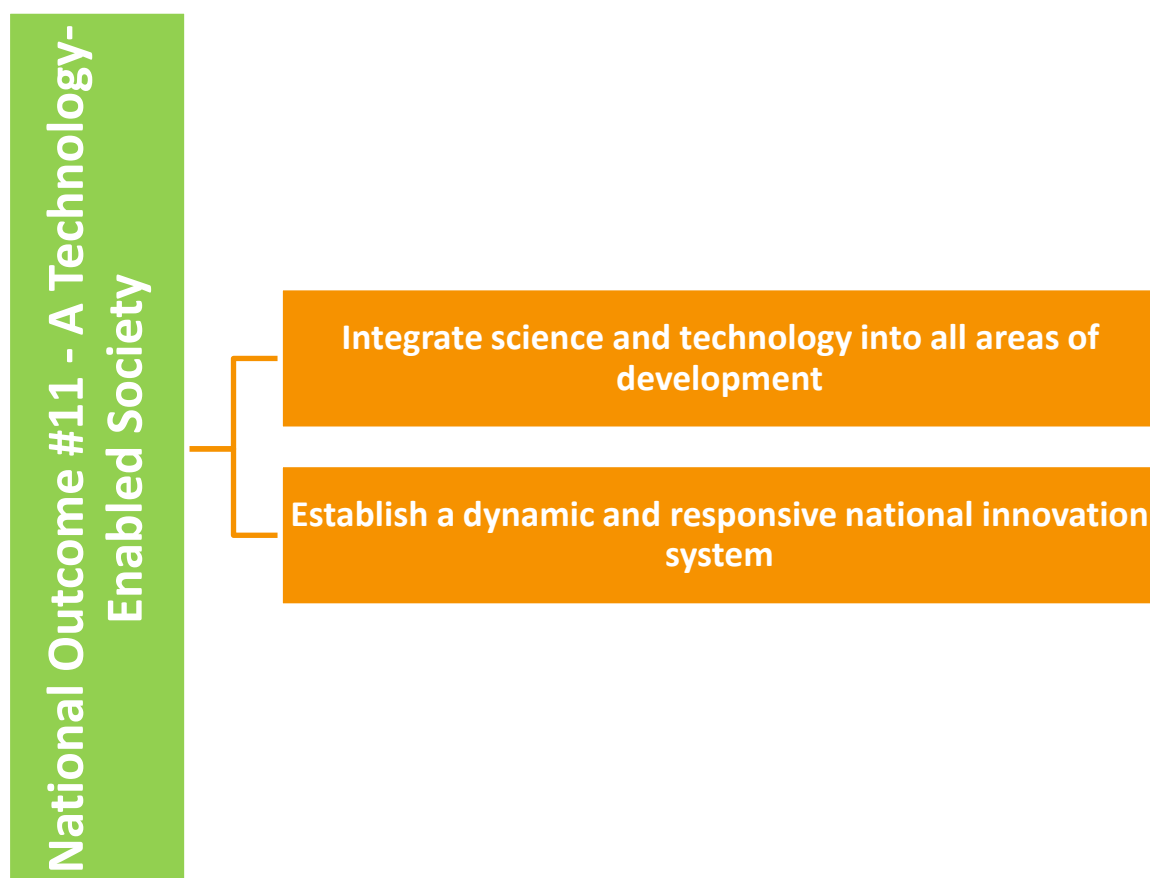 National Outcome #11 - A Technology-
Enabled Society
Integrate science and technology into all areas of
development
Establish a dynamic and responsive national innovation
system